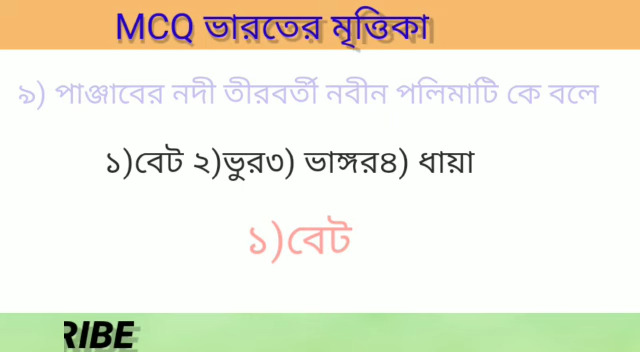 MCQ ভারতের মৃত্তিকা
৯) পাঞ্জাবের নদী তীরবর্তী নবীন পলিমাটি কে বলে
১)বেট ২)ভুর৩) ভাঙ্গর৪) ধায়া
১)বেট
RIBE